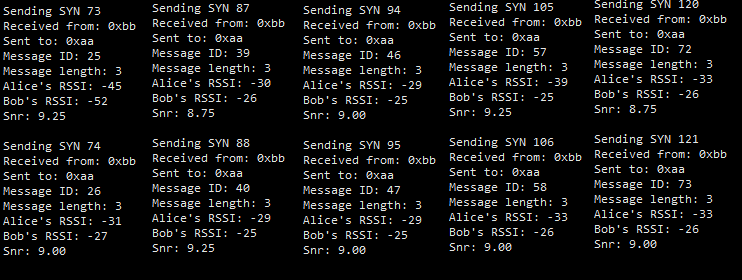 Sending SYN 73
Received from: 0xbb
Sent to: 0xaa
Message ID: 25
Message length: 3
Alice's RSSI: -45
Bob's RSSI: -52
Snr: 9.25
Sending SYN 74
Received from: 0xbb
Sent to: 0xaa
Message ID: 26
Message length: 3
Alice's RSSI: -31
Bob's RSSI: -27
Snr: 9.00
Sending SYN 87
Received from: 0xbb
Sent to: 0xaa
Message ID: 39
Message length: 3
Alice's RSSI: -30
Bob's RSSI: -26
Snr: 8.75
Sending SYN 88
Received from: 0xbb
Sent to: 0xaa
Message ID: 40
Message length: 3
Alice's RSSI: -29
Bob's RSSI: -25
Snr: 9.25
Sending SYN 94
Received from: 0xbb
Sent to: 0xaa
Message ID: 46
Message length: 3
Alice's RSSI: -29
Bob's RSSI: -25
Snr: 9.00
Sending SYN 95
Received from: 0xbb
Sent to: 0xaa
Message ID: 47
Message length: 3
Alice's RSSI: -29
Bob's RSSI: -25
Snr: 9.00
Sending SYN 105
Received from: 0xbb
Sent to: 0xaa
Message ID: 57
Message length: 3
Alice's RSSI: -39
Bob's RSSI: -25
Snr: 9.25
Sending SYN 106
Received from: 0xbb
Sent to: 0xaa
Message ID: 58
Message length: 3
Alice's RSSI: -33
Bob's RSSI: -26
Snr: 9.00
Sending SYN 120
Received from: 0xbb
Sent to: 0xaa
Message ID: 72
Message length: 3
Alice's RSSI: -33
Bob's RSSI: -26
Snr: 8.75
Sending SYN 121
Received from: 0xbb
Sent to: 0xaa
Message ID: 73
Message length: 3
Alice's RSSI: -33
Bob's RSSI: -26
Snr: 9.00